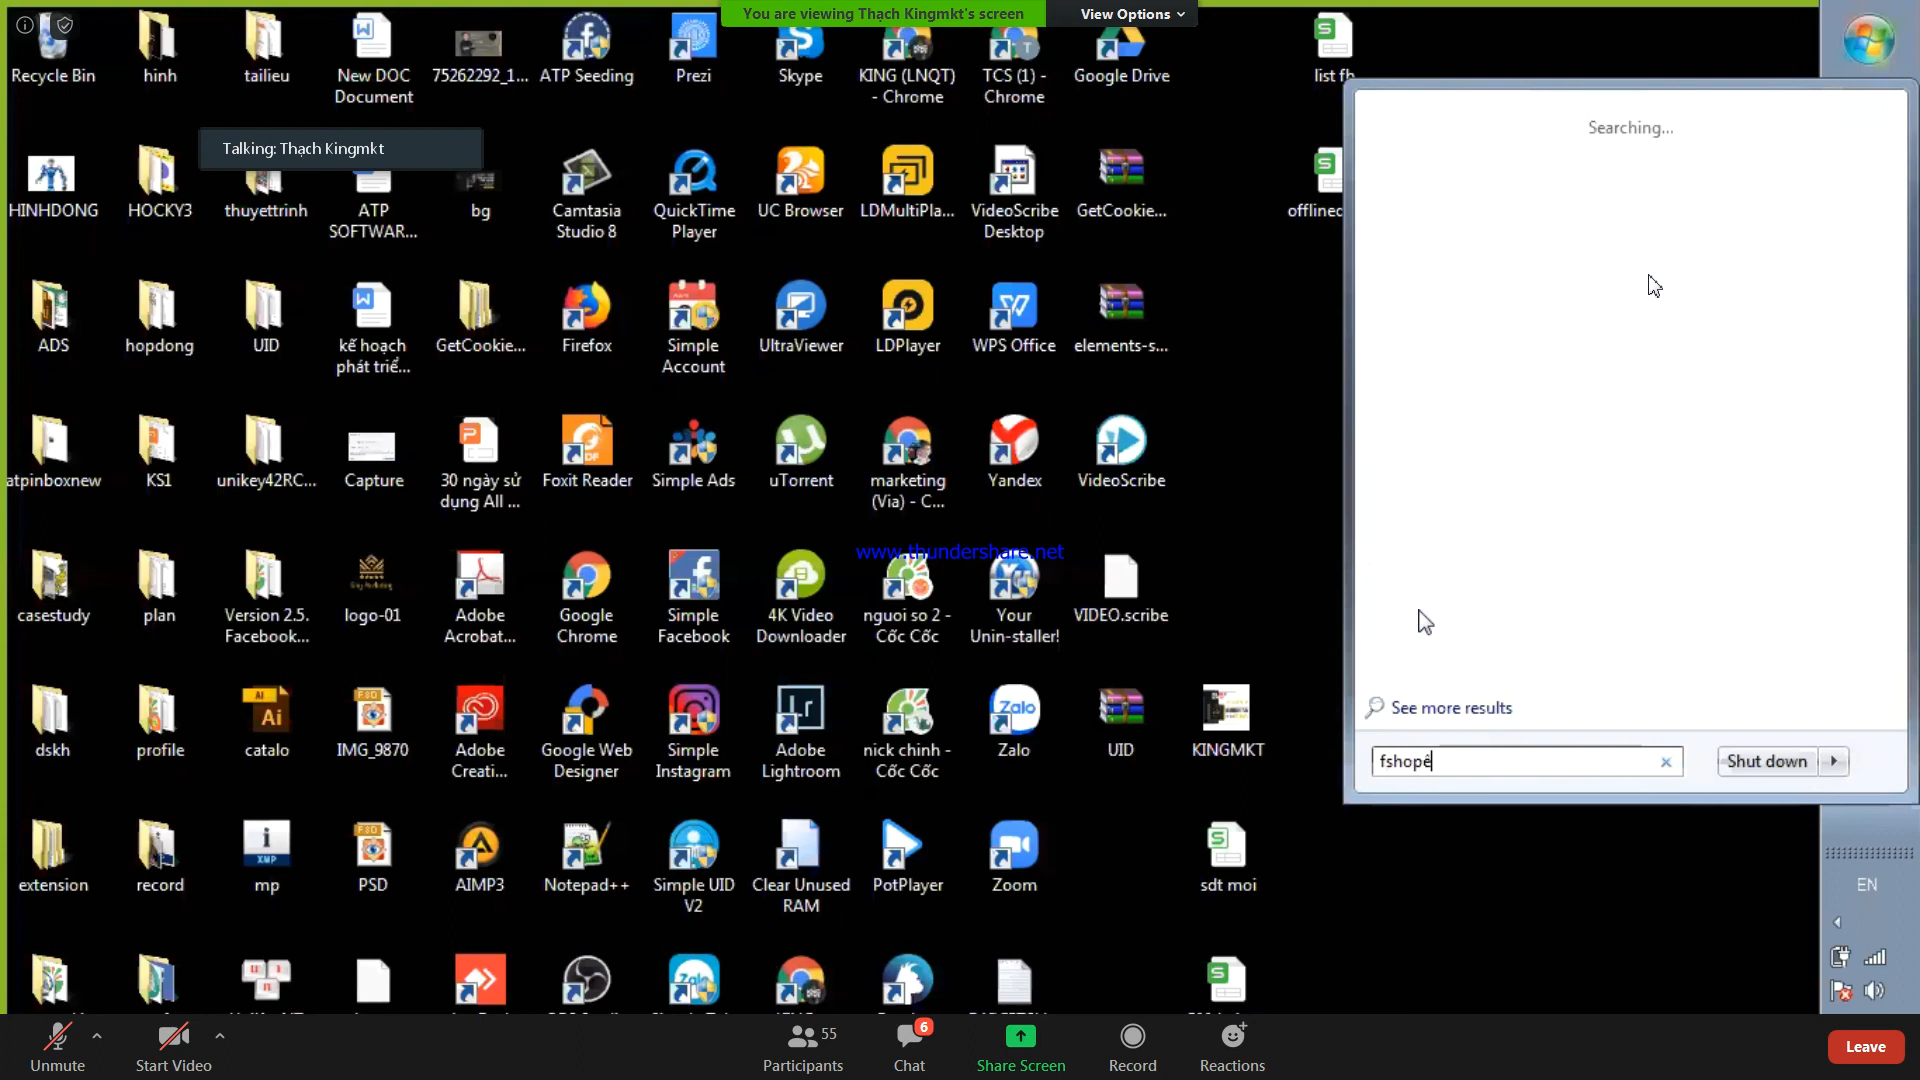 You are viewing Thạch Kingmkt's screen
View Options
Recycle Bin
hinh
tailieu
New DOC
Document
75262292_1...
ATP Seeding
Prezi
Skype
KING (LNQT)
- Chrome
TCS (1) -
Chrome
Google Drive
list fb
Searching...
Talking: Thạch Kingmkt
HINHDONG
HOCKY3
thuyettrinh
ATP
SOFTWAR...
bg
Camtasia
Studio 8
QuickTime
Player
UC Browser
LDMultiPla...
VideoScribe
Desktop
GetCookie...
offlined
ADS
hopdong
UID
kế hoạch
phát triể...
GetCookie...
Firefox
Simple
Account
UltraViewer
LDPlayer
WPS Office
elements-s...
atpinboxnew
KS1
unikey42RC...
Capture
30 ngày sử
dụng All ...
Foxit Reader
Simple Ads
uTorrent
marketing
(Via) - C...
Yandex
VideoScribe
www.thundershare.net
casestudy
plan
Version 2.5.
Facebook...
logo-01
Adobe
Acrobat...
Google
Chrome
Simple
Facebook
4K Video
Downloader
nguoi so 2 -
Cốc Cốc
Your
Unin-staller!
VIDEO.scribe
See more results
fshopê
Shut down
dskh
profile
catalo
IMG_9870
Adobe
Creati...
Google Web
Designer
Simple
Instagram
Adobe
Lightroom
nick chinh -
Cốc Cốc
Zalo
UID
KINGMKT
extension
record
mp
PSD
AIMP3
Notepad++
Simple UID
V2
Clear Unused
RAM
PotPlayer
Zoom
sdt moi
EN
Unmute
Start Video
Participants
55
Chat
6
Share Screen
Record
Reactions
Leave